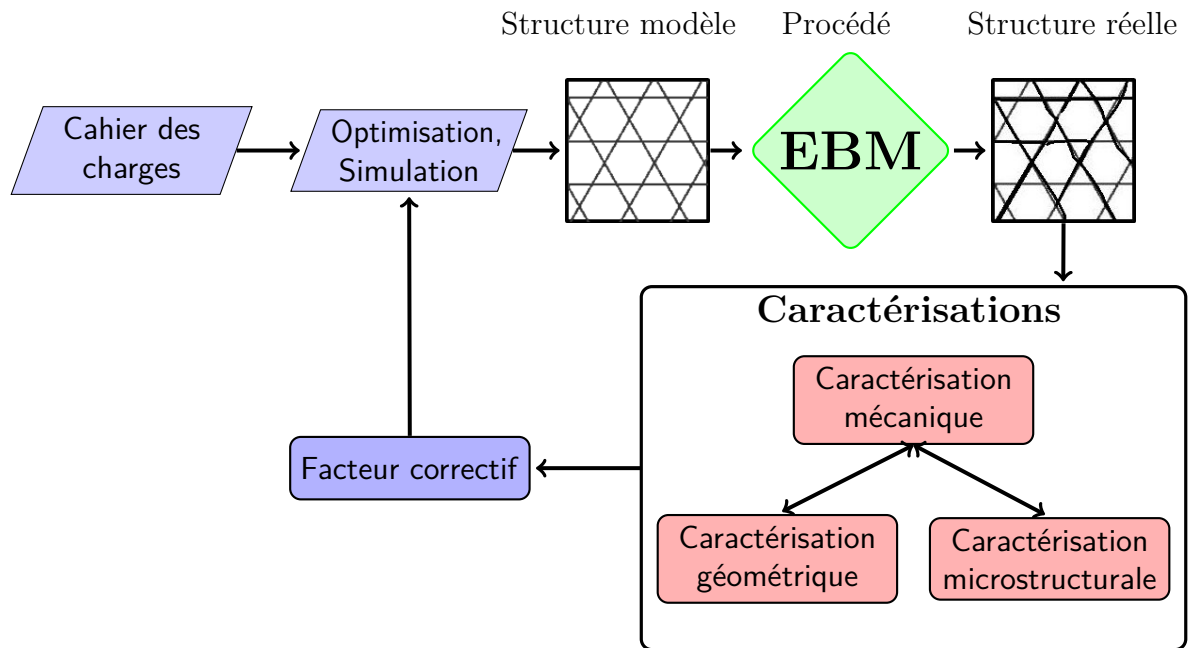 Structure modèle
Procédé
Structure réelle
Cahier des
charges
Optimisation,
Simulation
EBM
Caractérisations
Caractérisation
mécanique
Facteur correctif
Caractérisation
géométrique
Caractérisation
microstructurale